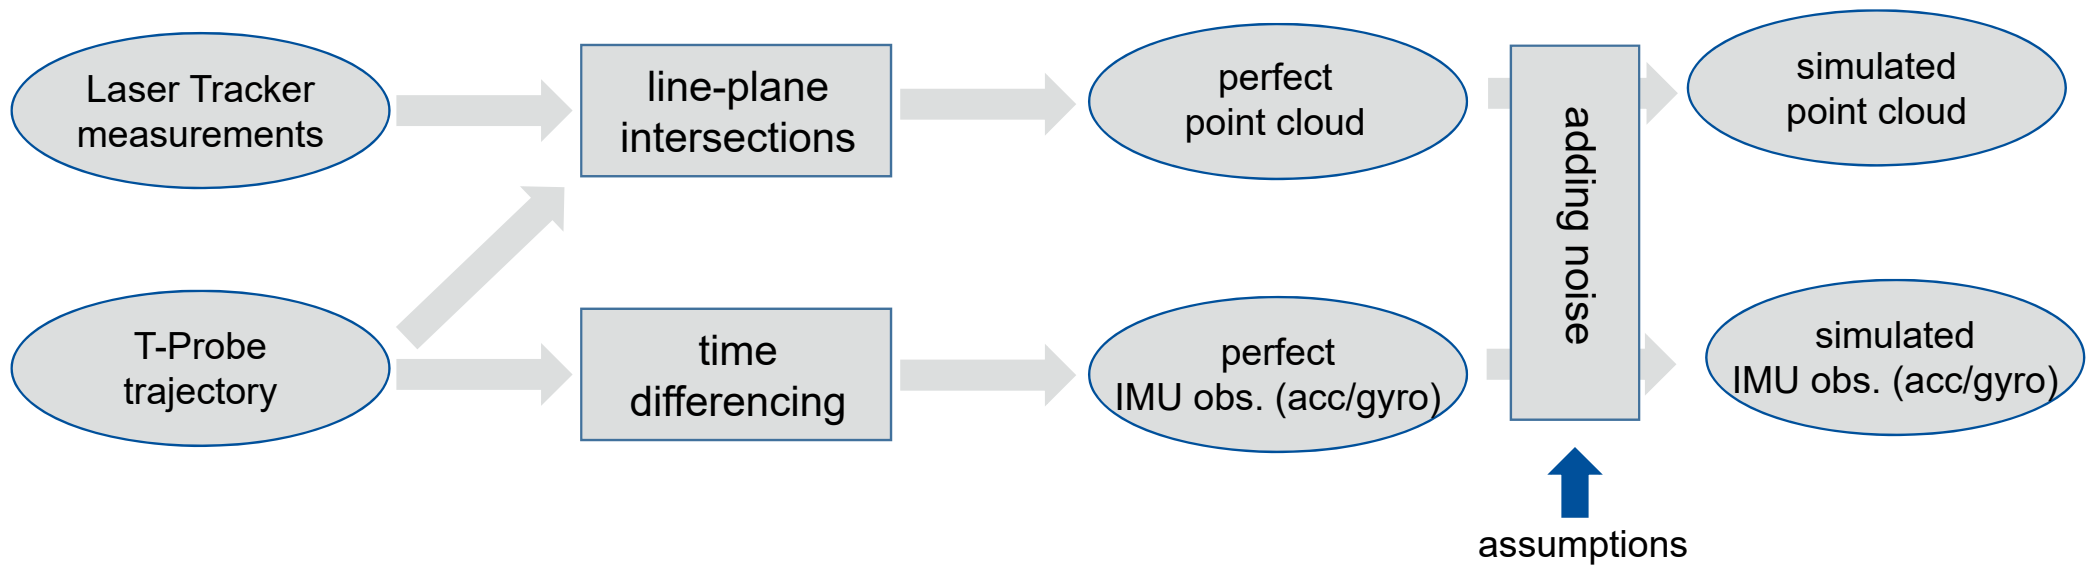 Laser Tracker
measurements
line-plane
intersections
perfect
point cloud
adding noise
simulated
point cloud
T-Probe
trajectory
time
differencing
perfect
IMU obs. (acc/gyro)
simulated
IMU obs. (acc/gyro)
assumptions